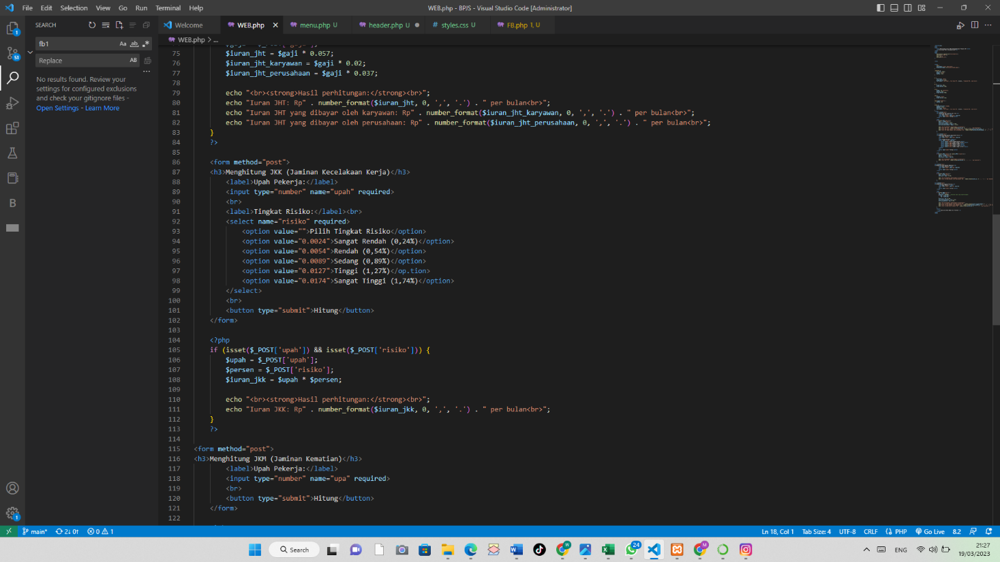 File Edit Selection View Go Run Terminal Help
WEB.php - BPJS - Visual Studio Code [Administrator]
SEARCH
fb1
Aa
ab
.*
Replace
AB
No results found. Review your
settings for configured exclusions
and check your gitignore files -
Open Settings - Learn More
1
51
B
1
Welcome
WEB.php
menu.php U
header.php U
# styles.css U
FB.php 1, U
WEB.php > ...
75 $iuran_jht = $gaji * 0.057;
76 $iuran_jht_karyawan = $gaji * 0.02;
77 $iuran_jht_perusahaan = $gaji * 0.037;
78
79 echo "<br><strong>Hasil perhitungan:</strong><br>";
80 echo "Iuran JHT: Rp" . number_format($iuran_jht, 0, ',', '.') . " per bulan<br>";
81 echo "Iuran JHT yang dibayar oleh karyawan: Rp" . number_format($iuran_jht_karyawan, 0, ',', '.') . " per bulan<br>";
82 echo "Iuran JHT yang dibayar oleh perusahaan: Rp" . number_format($iuran_jht_perusahaan, 0, ',', '.') . " per bulan<br>";
83 }
84 ?>
85
86 <form method="post">
87 <h3>Menghitung JKK (Jaminan Kecelakaan Kerja)</h3>
88 <label>Upah Pekerja:</label>
89 <input type="number" name="upah" required>
90 <br>
91 <label>Tingkat Risiko:</label><br>
92 <select name="risiko" required>
93 <option value="">Pilih Tingkat Risiko</option>
94 <option value="0.0024">Sangat Rendah (0,24%)</option>
95 <option value="0.0054">Rendah (0,54%)</option>
96 <option value="0.0089">Sedang (0,89%)</option>
97 <option value="0.0127">Tinggi (1,27%)</op.tion>
98 <option value="0.0174">Sangat Tinggi (1,74%)</option>
99 </select>
100 <br>
101 <button type="submit">Hitung</button>
102 </form>
103
104 <?php
105 if (isset($_POST['upah']) && isset($_POST['risiko'])) {
106 $upah = $_POST['upah'];
107 $persen = $_POST['risiko'];
108 $iuran_jkk = $upah * $persen;
109
110 echo "<br><strong>Hasil perhitungan:</strong><br>";
111 echo "Iuran JKK: Rp" . number_format($iuran_jkk, 0, ',', '.') . " per bulan<br>";
112 }
113 ?>
114
115 <form method="post">
116 <h3>Menghitung JKM (Jaminan Kematian)</h3>
117 <label>Upah Pekerja:</label>
118 <input type="number" name="upa" required>
119 <br>
120 <button type="submit">Hitung</button>
121 </form>
122
main* 2↓ 0↑ 0 1
Ln 18, Col 1 Tab Size: 4 UTF-8 CRLF PHP Go Live 8.2
Search
24
ENG
21:27
19/03/2023